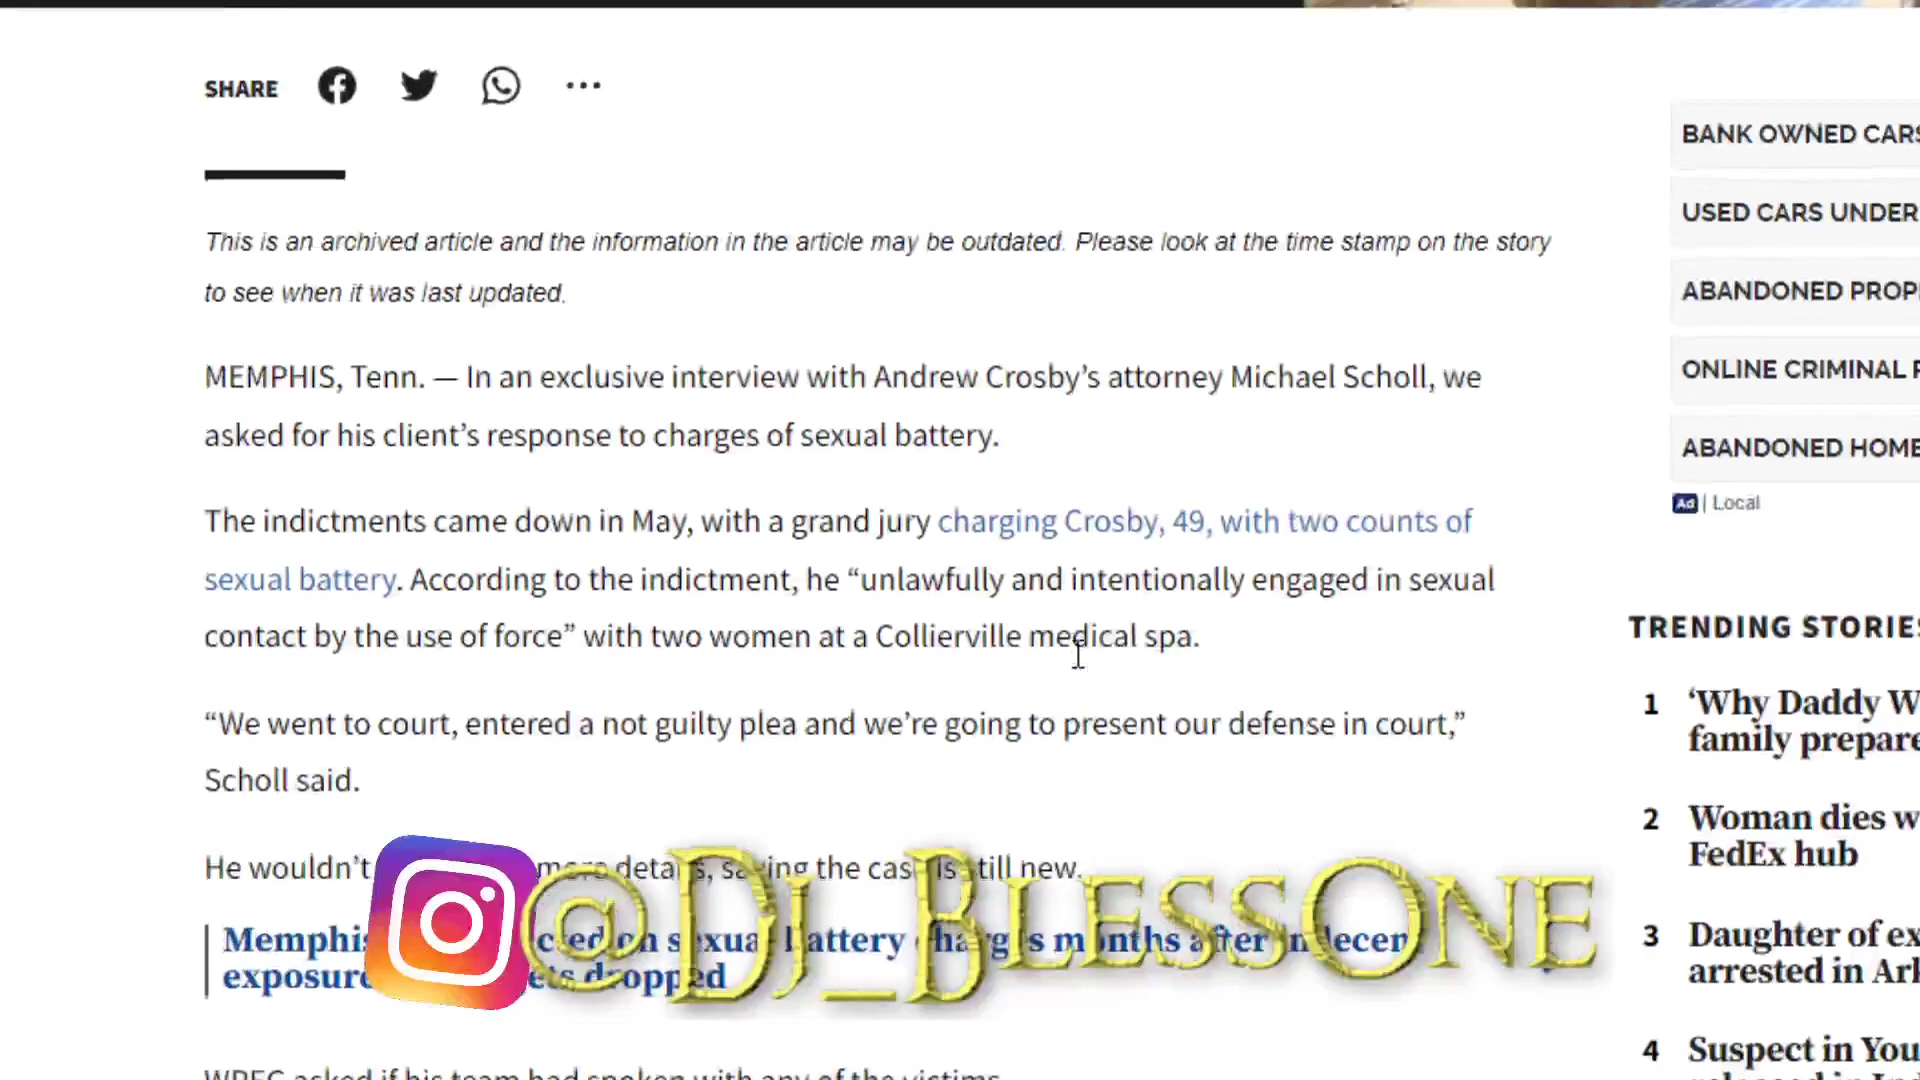 SHARE
This is an archived article and the information in the article may be outdated. Please look at the time stamp on the story
to see when it was last updated.
MEMPHIS, Tenn. — In an exclusive interview with Andrew Crosby’s attorney Michael Scholl, we
asked for his client’s response to charges of sexual battery.
The indictments came down in May, with a grand jury charging Crosby, 49, with two counts of
sexual battery. According to the indictment, he “unlawfully and intentionally engaged in sexual
contact by the use of force” with two women at a Collierville medical spa.
“We went to court, entered a not guilty plea and we’re going to present our defense in court,”
Scholl said.
He wouldn’t more details, saying the case is still new.
@Dj_BlessOne
Memphis on sexual battery charges months after indecent
exposure dropped
WREG asked if his team had spoken with any of the victims
BANK OWNED CARS
USED CARS UNDER
ABANDONED PROP
ONLINE CRIMINAL
ABANDONED HOME
Ad | Local
TRENDING STORIES
1 ‘Why Daddy W
family prepare
2 Woman dies w
FedEx hub
3 Daughter of ex
arrested in Ar
4 Suspect in You